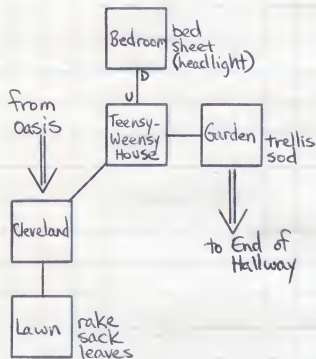 Bedroom
bed
sheet
(headlight)
D
U
from
Oasis
Teensy-
Weensy
House
Garden
trellis
sod
Cleveland
to End of
Hallway
Lawn
rake
sack
leaves